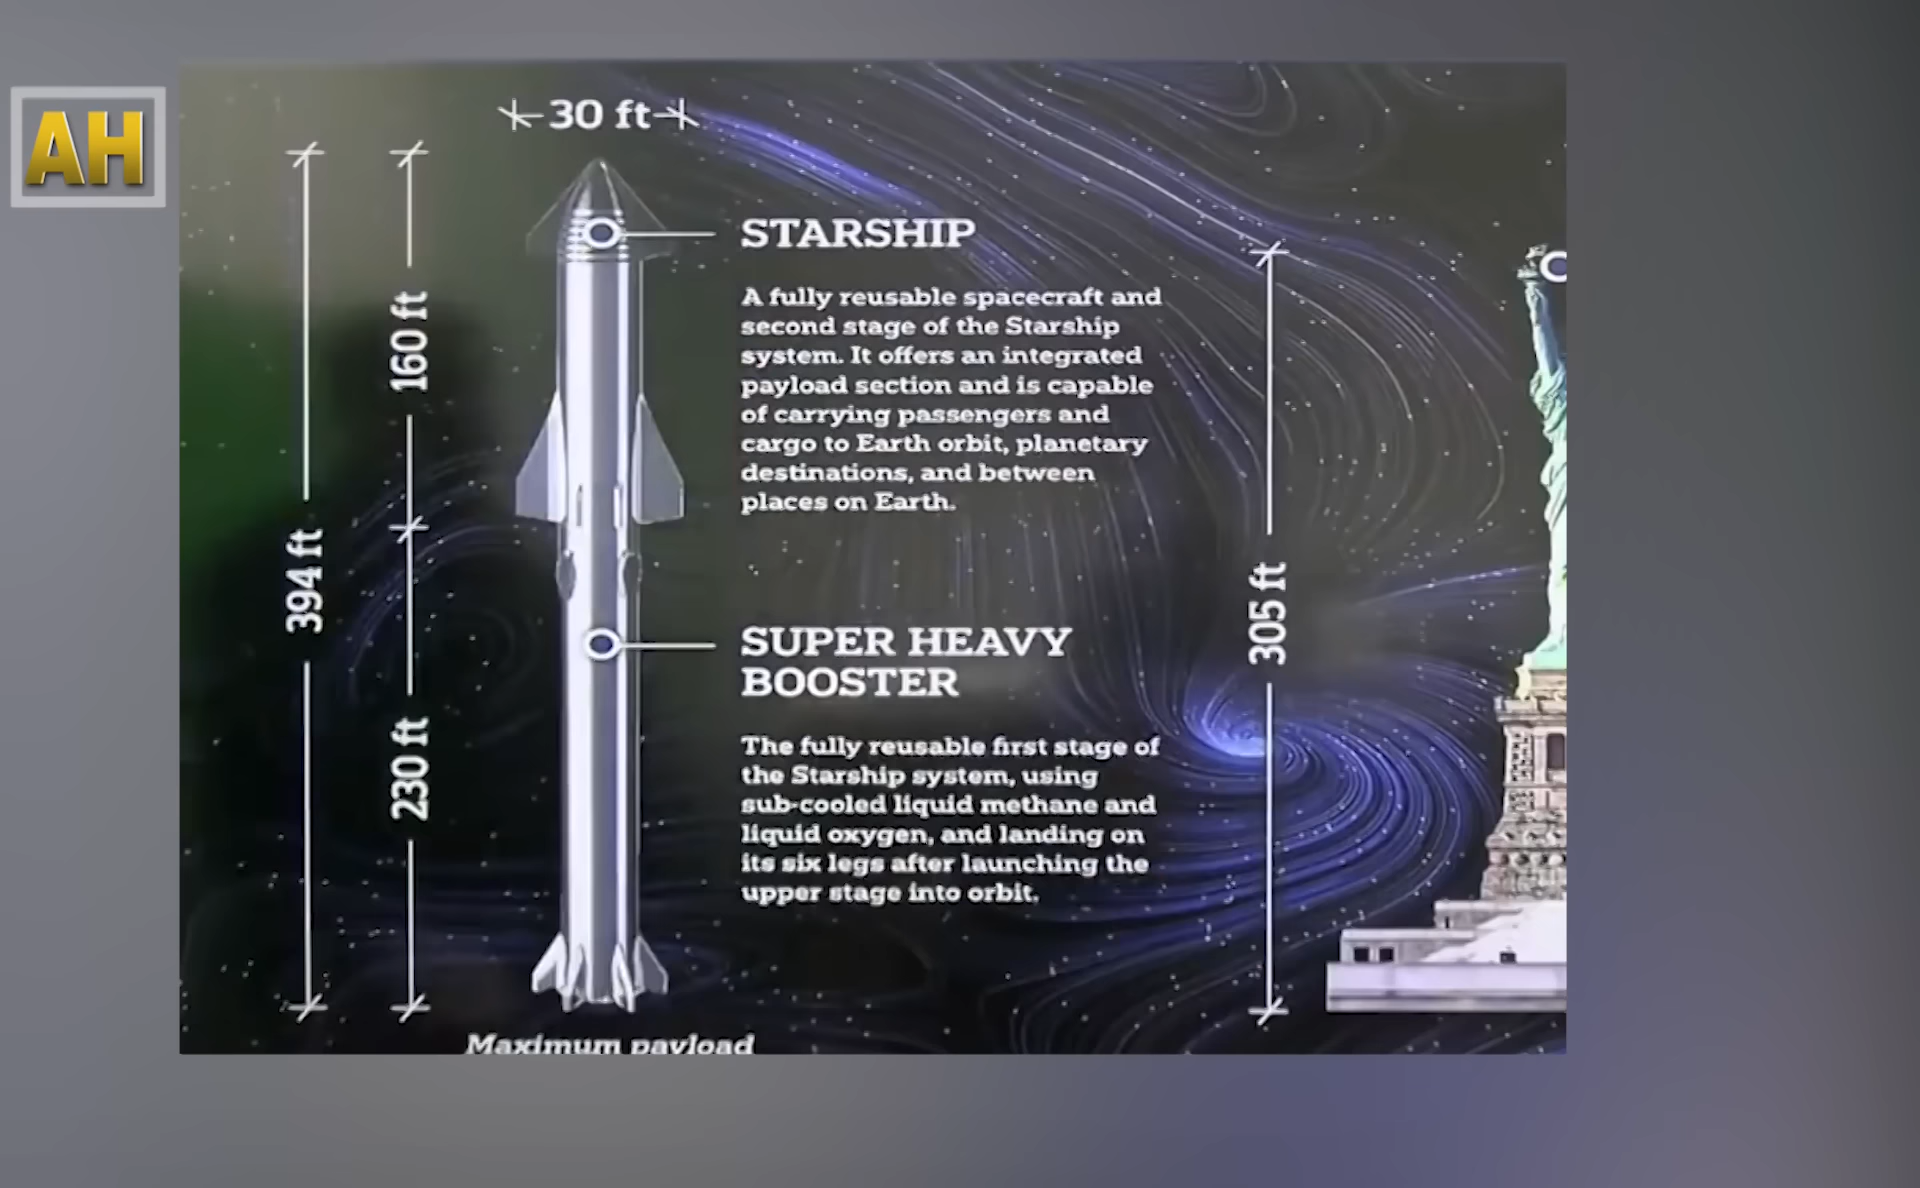 AH
30 ft
394 ft
160 ft
230 ft
STARSHIP
A fully reusable spacecraft and
second stage of the Starship
system. It offers an integrated
payload section and is capable
of carrying passengers and
cargo to Earth orbit, planetary
destinations, and between
places on Earth.
SUPER HEAVY
BOOSTER
The fully reusable first stage of
the Starship system, using
sub-cooled liquid methane and
liquid oxygen, and landing on
its six legs after launching the
upper stage into orbit.
305 ft
Maximum payload